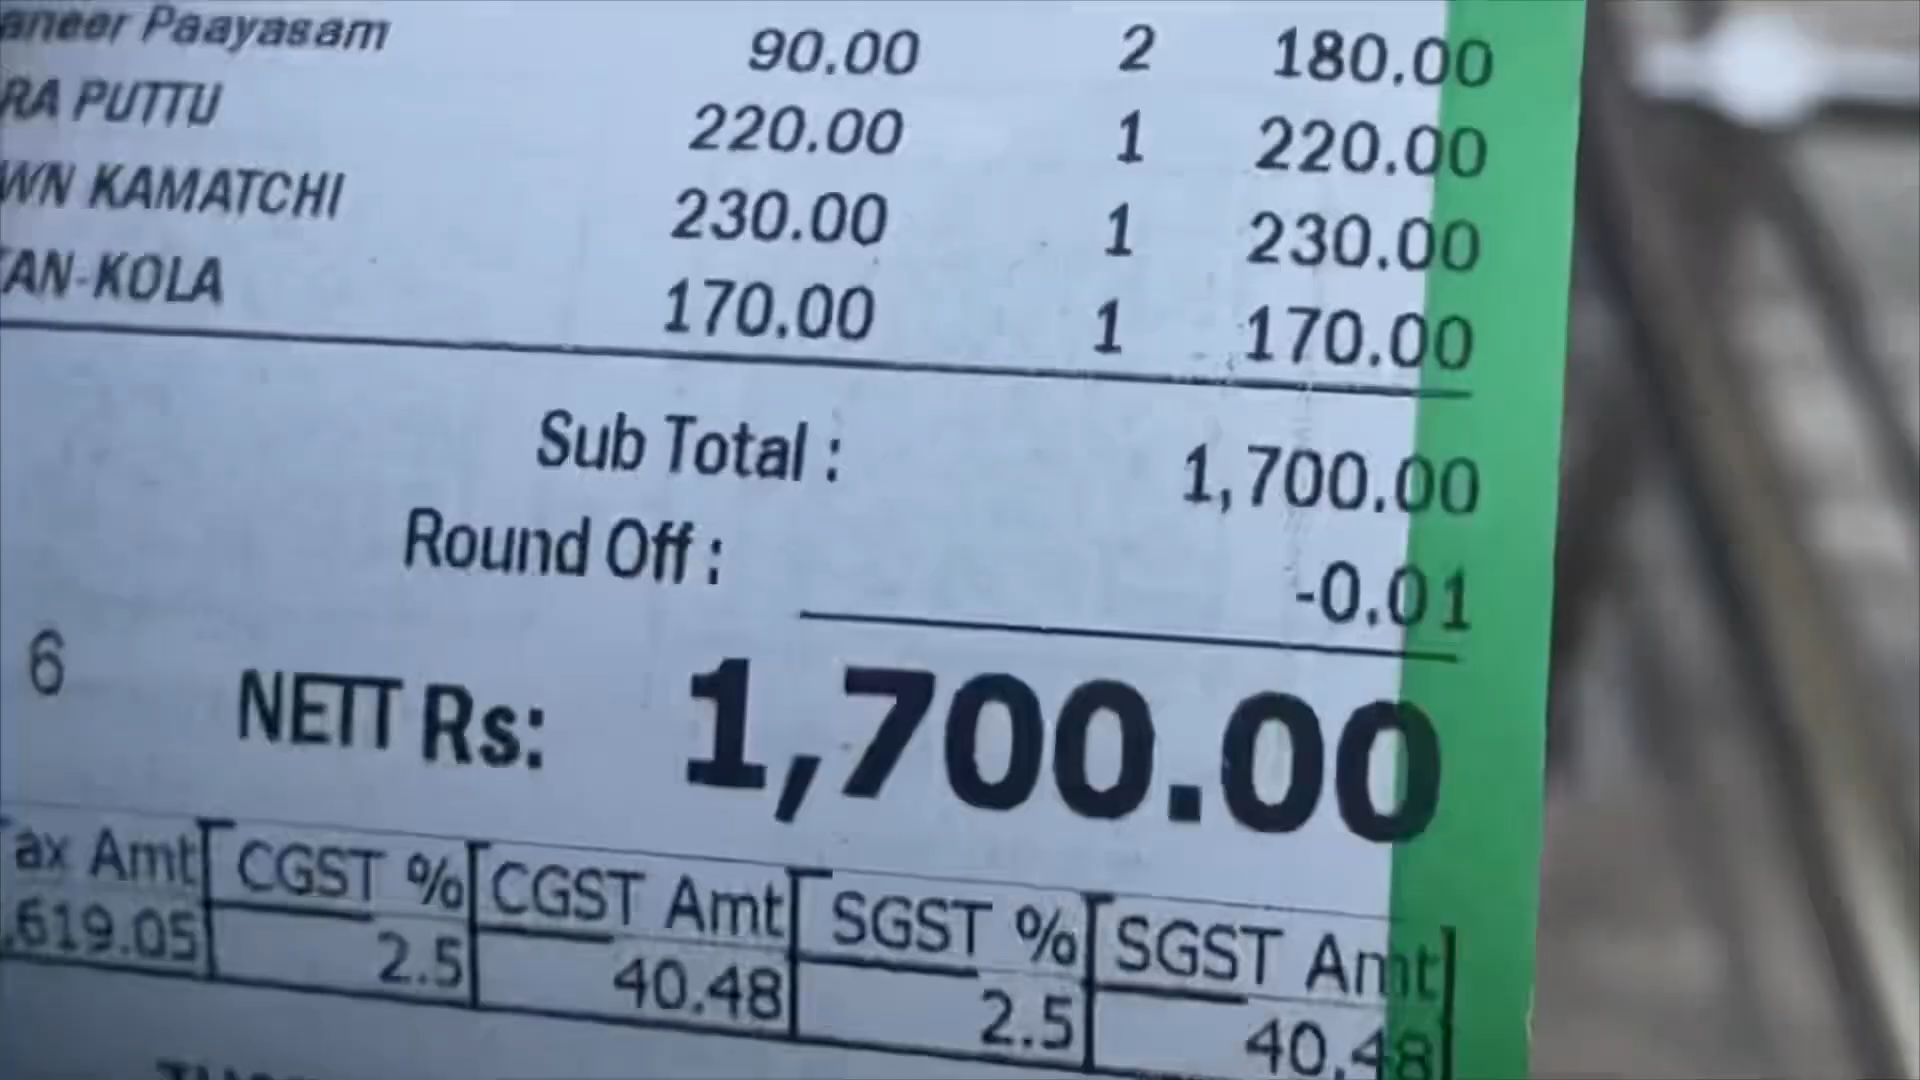 aneer Paayasam 90.00 2 180.00
RA PUTTU 220.00 1 220.00
WN KAMATCHI 230.00 1 230.00
TAN-KOLA 170.00 1 170.00
Sub Total : 1,700.00
Round Off : -0.01
6 NETT Rs: 1,700.00
Tax Amt CGST % CGST Amt SGST % SGST Amt
,619.05 2.5 40.48 2.5 40.48